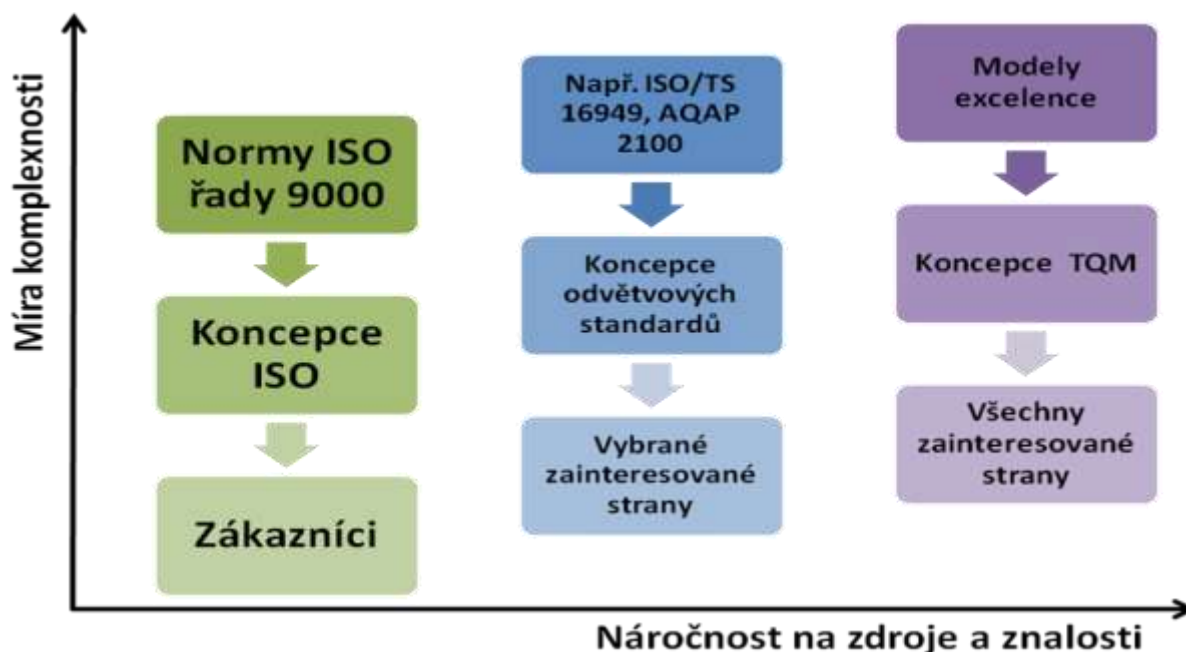 Míra komplexnosti
Normy ISO
řady 9000
Koncepce
ISO
Zákazníci
Např. ISO/TS
16949, AQAP
2100
Koncepce
odvětvových
standardů
Vybrané
zainteresované
strany
Modely
excelence
Koncepce TQM
Všechny
zainteresované
strany
Náročnost na zdroje a znalosti